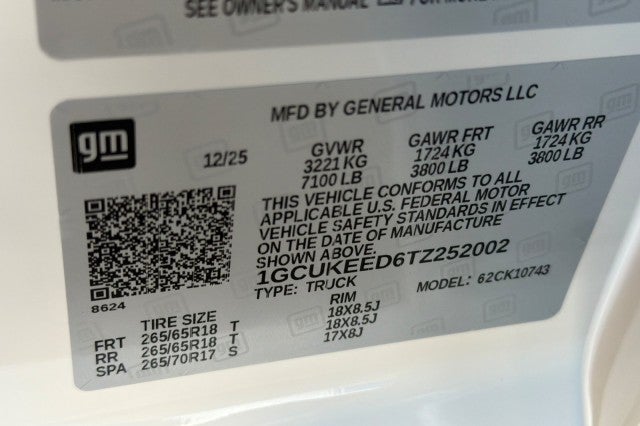 SEE OWNER'S MANUAL
FOR MORE
gm
MFD BY GENERAL MOTORS LLC
12/25 GVWR GAWR FRT GAWR RR
3221 KG 1724 KG 1724 KG
7100 LB 3800 LB 3800 LB
THIS VEHICLE CONFORMS TO ALL
APPLICABLE U.S. FEDERAL MOTOR
VEHICLE SAFETY STANDARDS IN EFFECT
ON THE DATE OF MANUFACTURE
SHOWN ABOVE.
1GCUKEED6TZ252002
TYPE: TRUCK MODEL: 62CK10743
8624
TIRE SIZE RIM
FRT 265/65R18 T 18X8.5J
RR 265/65R18 T 18X8.5J
SPA 265/70R17 S 17X8J